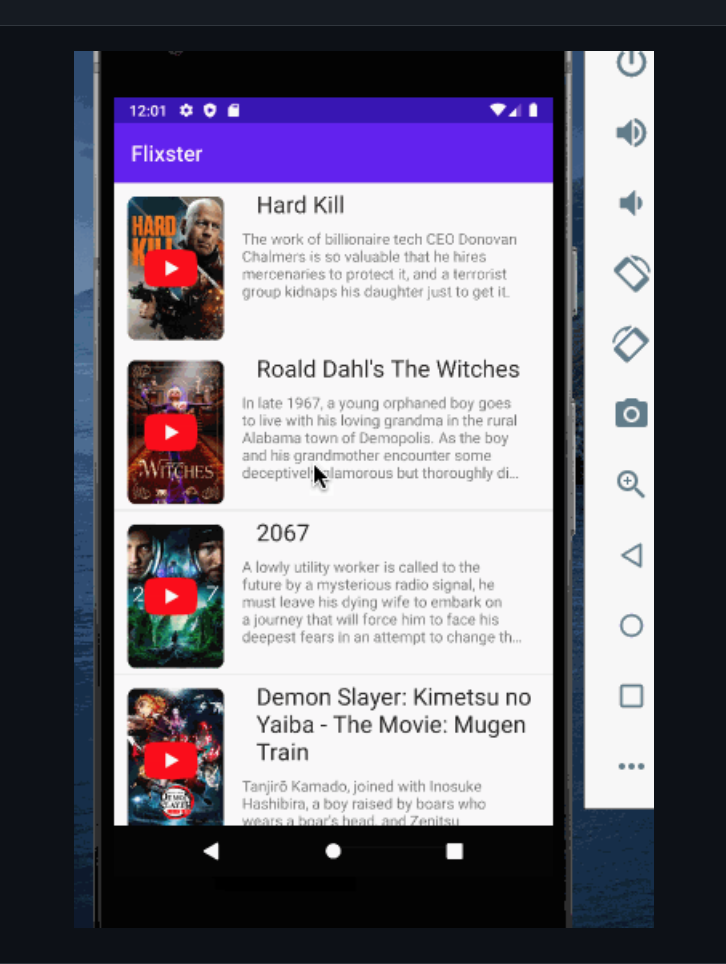 12:01
Flixster
HARD
KILL
Hard Kill
The work of billionaire tech CEO Donovan
Chalmers is so valuable that he hires
mercenaries to protect it, and a terrorist
group kidnaps his daughter just to get it.
WITCHES
Roald Dahl's The Witches
In late 1967, a young orphaned boy goes
to live with his loving grandma in the rural
Alabama town of Demopolis. As the boy
and his grandmother encounter some
deceptively glamorous but thoroughly di...
2 7
2067
A lowly utility worker is called to the
future by a mysterious radio signal, he
must leave his dying wife to embark on
a journey that will force him to face his
deepest fears in an attempt to change th...
DEMON
SLAYER
Demon Slayer: Kimetsu no
Yaiba - The Movie: Mugen
Train
Tanjirō Kamado, joined with Inosuke
Hashibira, a boy raised by boars who
wears a boar's head, and Zenitsu